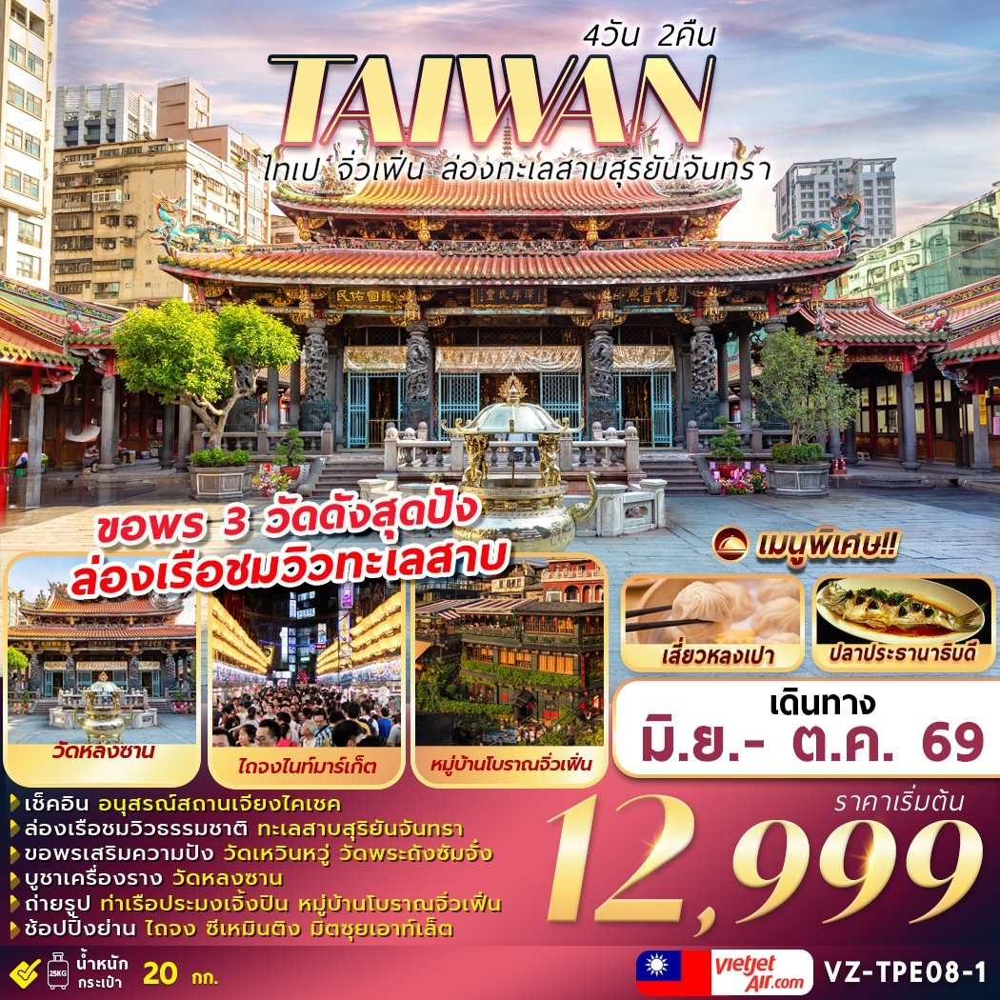 4วัน 2คืน
TAIWAN
ไทเป จิ่วเฟิ่น ล่องทะเลสาบสุริยันจันทรา
民佑國護
豐民厚澤
慈雲普照
ขอพร 3 วัดดังสุดปัง
ล่องเรือชมวิวทะเลสาบ
เมนูพิเศษ!!
เสี่ยวหลงเปา
ปลาประธานาธิบดี
วัดหลงซาน
ไถจงไนท์มาร์เก็ต
หมู่บ้านโบราณจิ่วเฟิ่น
เดินทาง
มิ.ย.- ต.ค. 69
เช็คอิน อนุสรณ์สถานเจียงไคเชค
ล่องเรือชมวิวธรรมชาติ ทะเลสาบสุริยันจันทรา
ขอพรเสริมความปัง วัดเหวินหวู่ วัดพระถังซัมจั๋ง
บูชาเครื่องราง วัดหลงซาน
ถ่ายรูป ท่าเรือประมงเจิ้งปิน หมู่บ้านโบราณจิ่วเฟิ่น
ช้อปปิ้งย่าน ไถจง ซีเหมินติง มิตซุยเอาท์เล็ต
ราคาเริ่มต้น
12,999
25KG
น้ำหนัก
กระเป๋า
20 กก.
vietjet
Air.com
VZ-TPE08-1